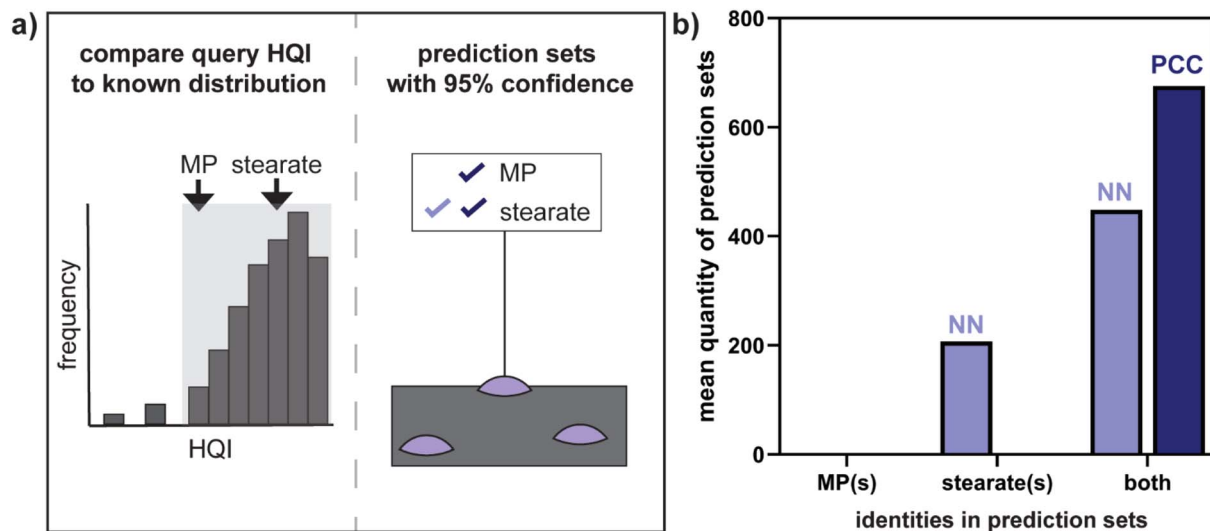 a)
compare query HQI
to known distribution
MP stearate
frequency
HQI
prediction sets
with 95% confidence
MP
stearate
b)
mean quantity of prediction sets
800
600
400
200
0
NN
NN
PCC
MP(s) stearate(s) both
identities in prediction sets